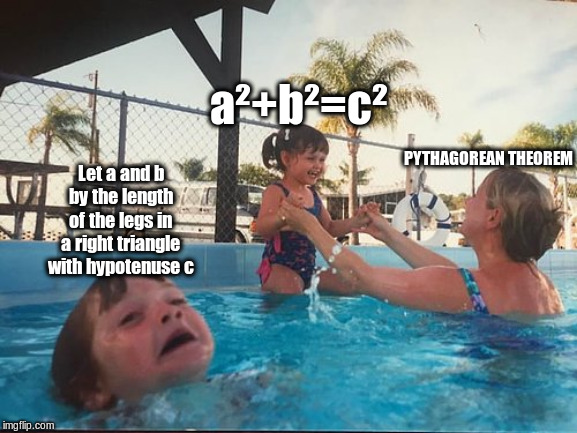 a²+b²=c²
PYTHAGOREAN THEOREM
Let a and b
by the length
of the legs in
a right triangle
with hypotenuse c
imgflip.com